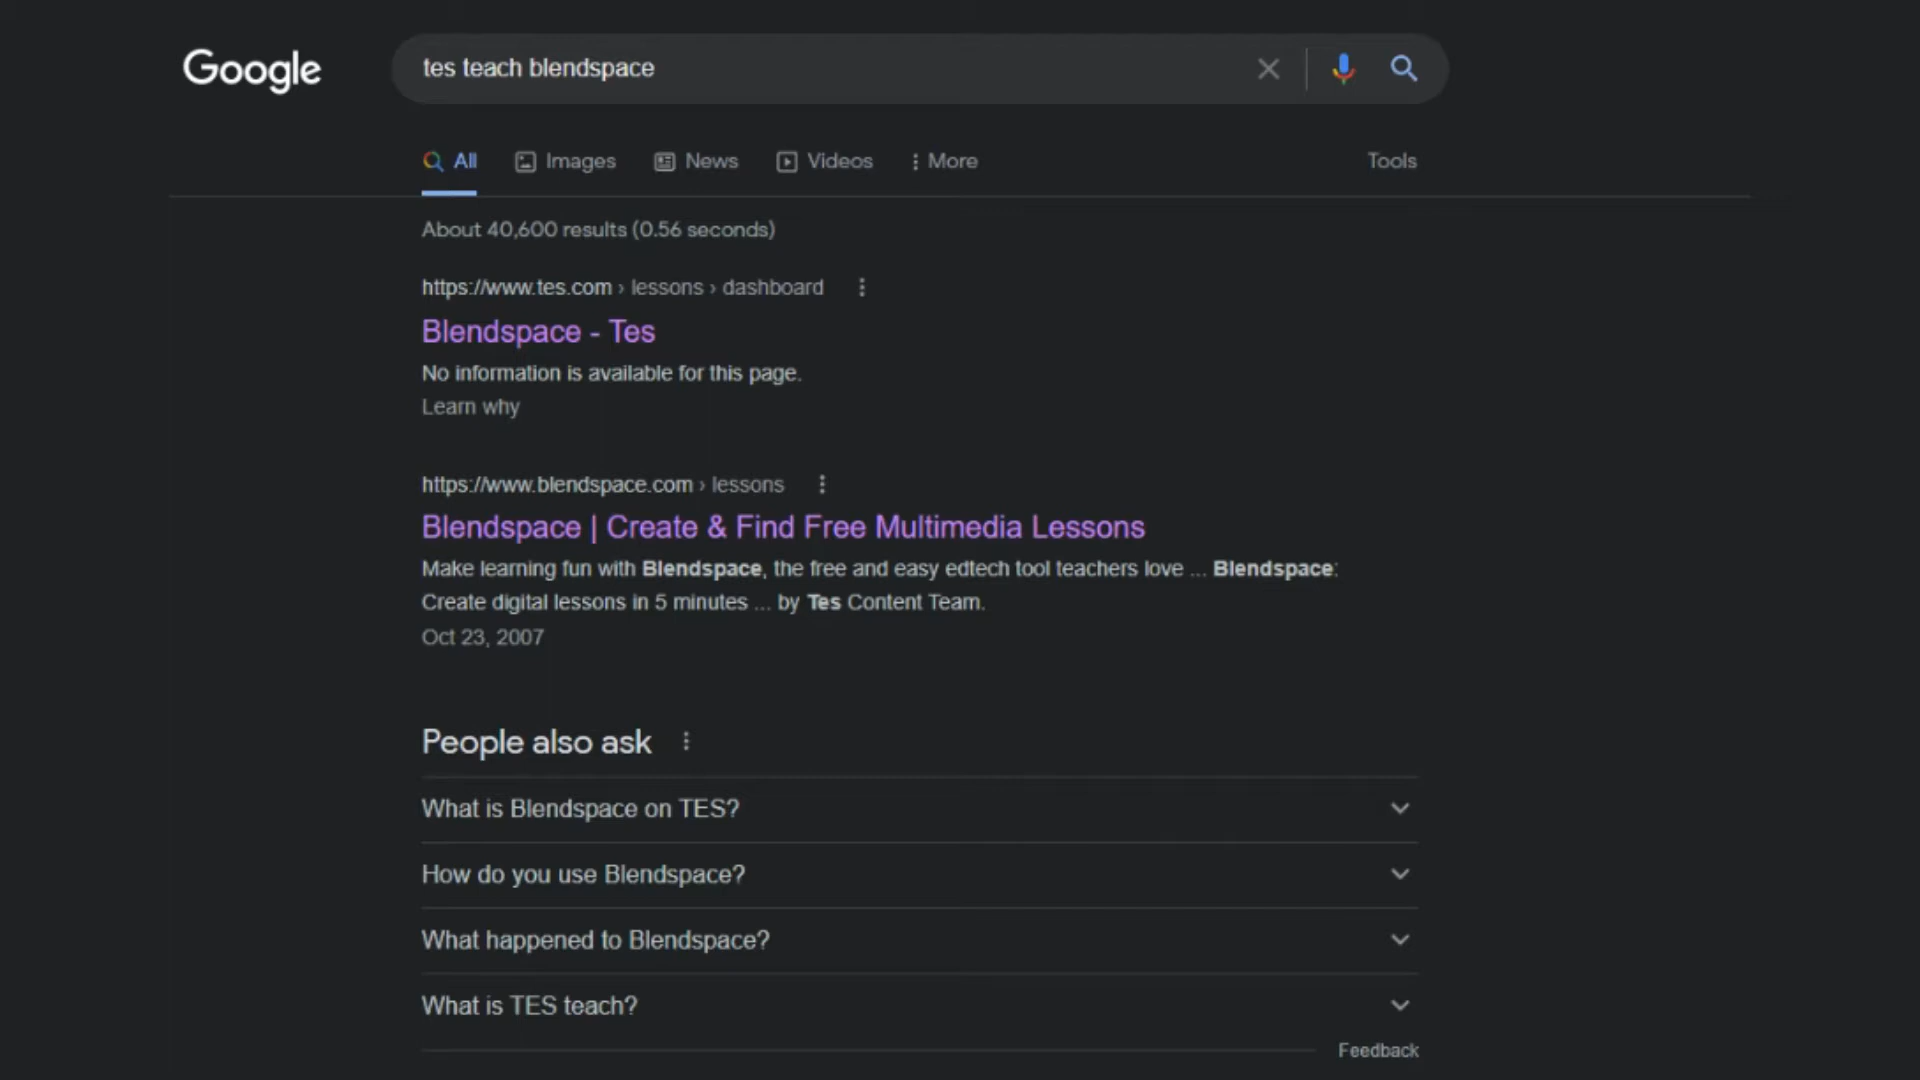 Google
tes teach blendspace
All Images News Videos More Tools
About 40,600 results (0.56 seconds)
https://www.tes.com › lessons › dashboard
Blendspace - Tes
No information is available for this page.
Learn why
https://www.blendspace.com › lessons
Blendspace | Create & Find Free Multimedia Lessons
Make learning fun with Blendspace, the free and easy edtech tool teachers love ... Blendspace:
Create digital lessons in 5 minutes ... by Tes Content Team.
Oct 23, 2007
People also ask
What is Blendspace on TES?
How do you use Blendspace?
What happened to Blendspace?
What is TES teach?
Feedback